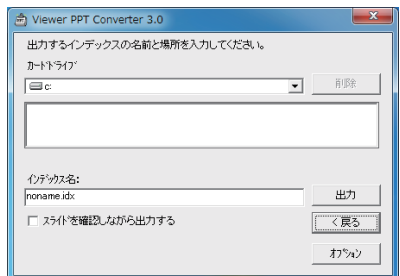 Viewer PPT Converter 3.0
出力するインデックスの名前と場所を入力してください。
ｶｰﾄﾞﾄﾞﾗｲﾌﾞ
c:
削除
ｲﾝﾃﾞｯｸｽ名:
noname.idx
出力
ｽﾗｲﾄﾞを確認しながら出力する
< 戻る
ｵﾌﾟｼｮﾝ